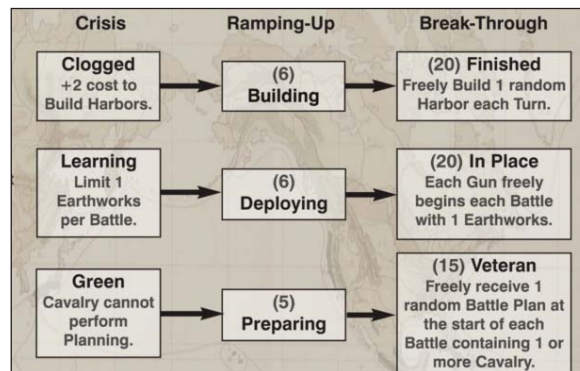 Crisis
Ramping-Up
Break-Through
Clogged
+2 cost to
Build Harbors.
(6)
Building
(20) Finished
Freely Build 1 random
Harbor each Turn.
Learning
Limit 1
Earthworks
per Battle.
(6)
Deploying
(20) In Place
Each Gun freely
begins each Battle
with 1 Earthworks.
Green
Cavalry cannot
perform
Planning.
(5)
Preparing
(15) Veteran
Freely receive 1
random Battle Plan at
the start of each
Battle containing 1 or
more Cavalry.